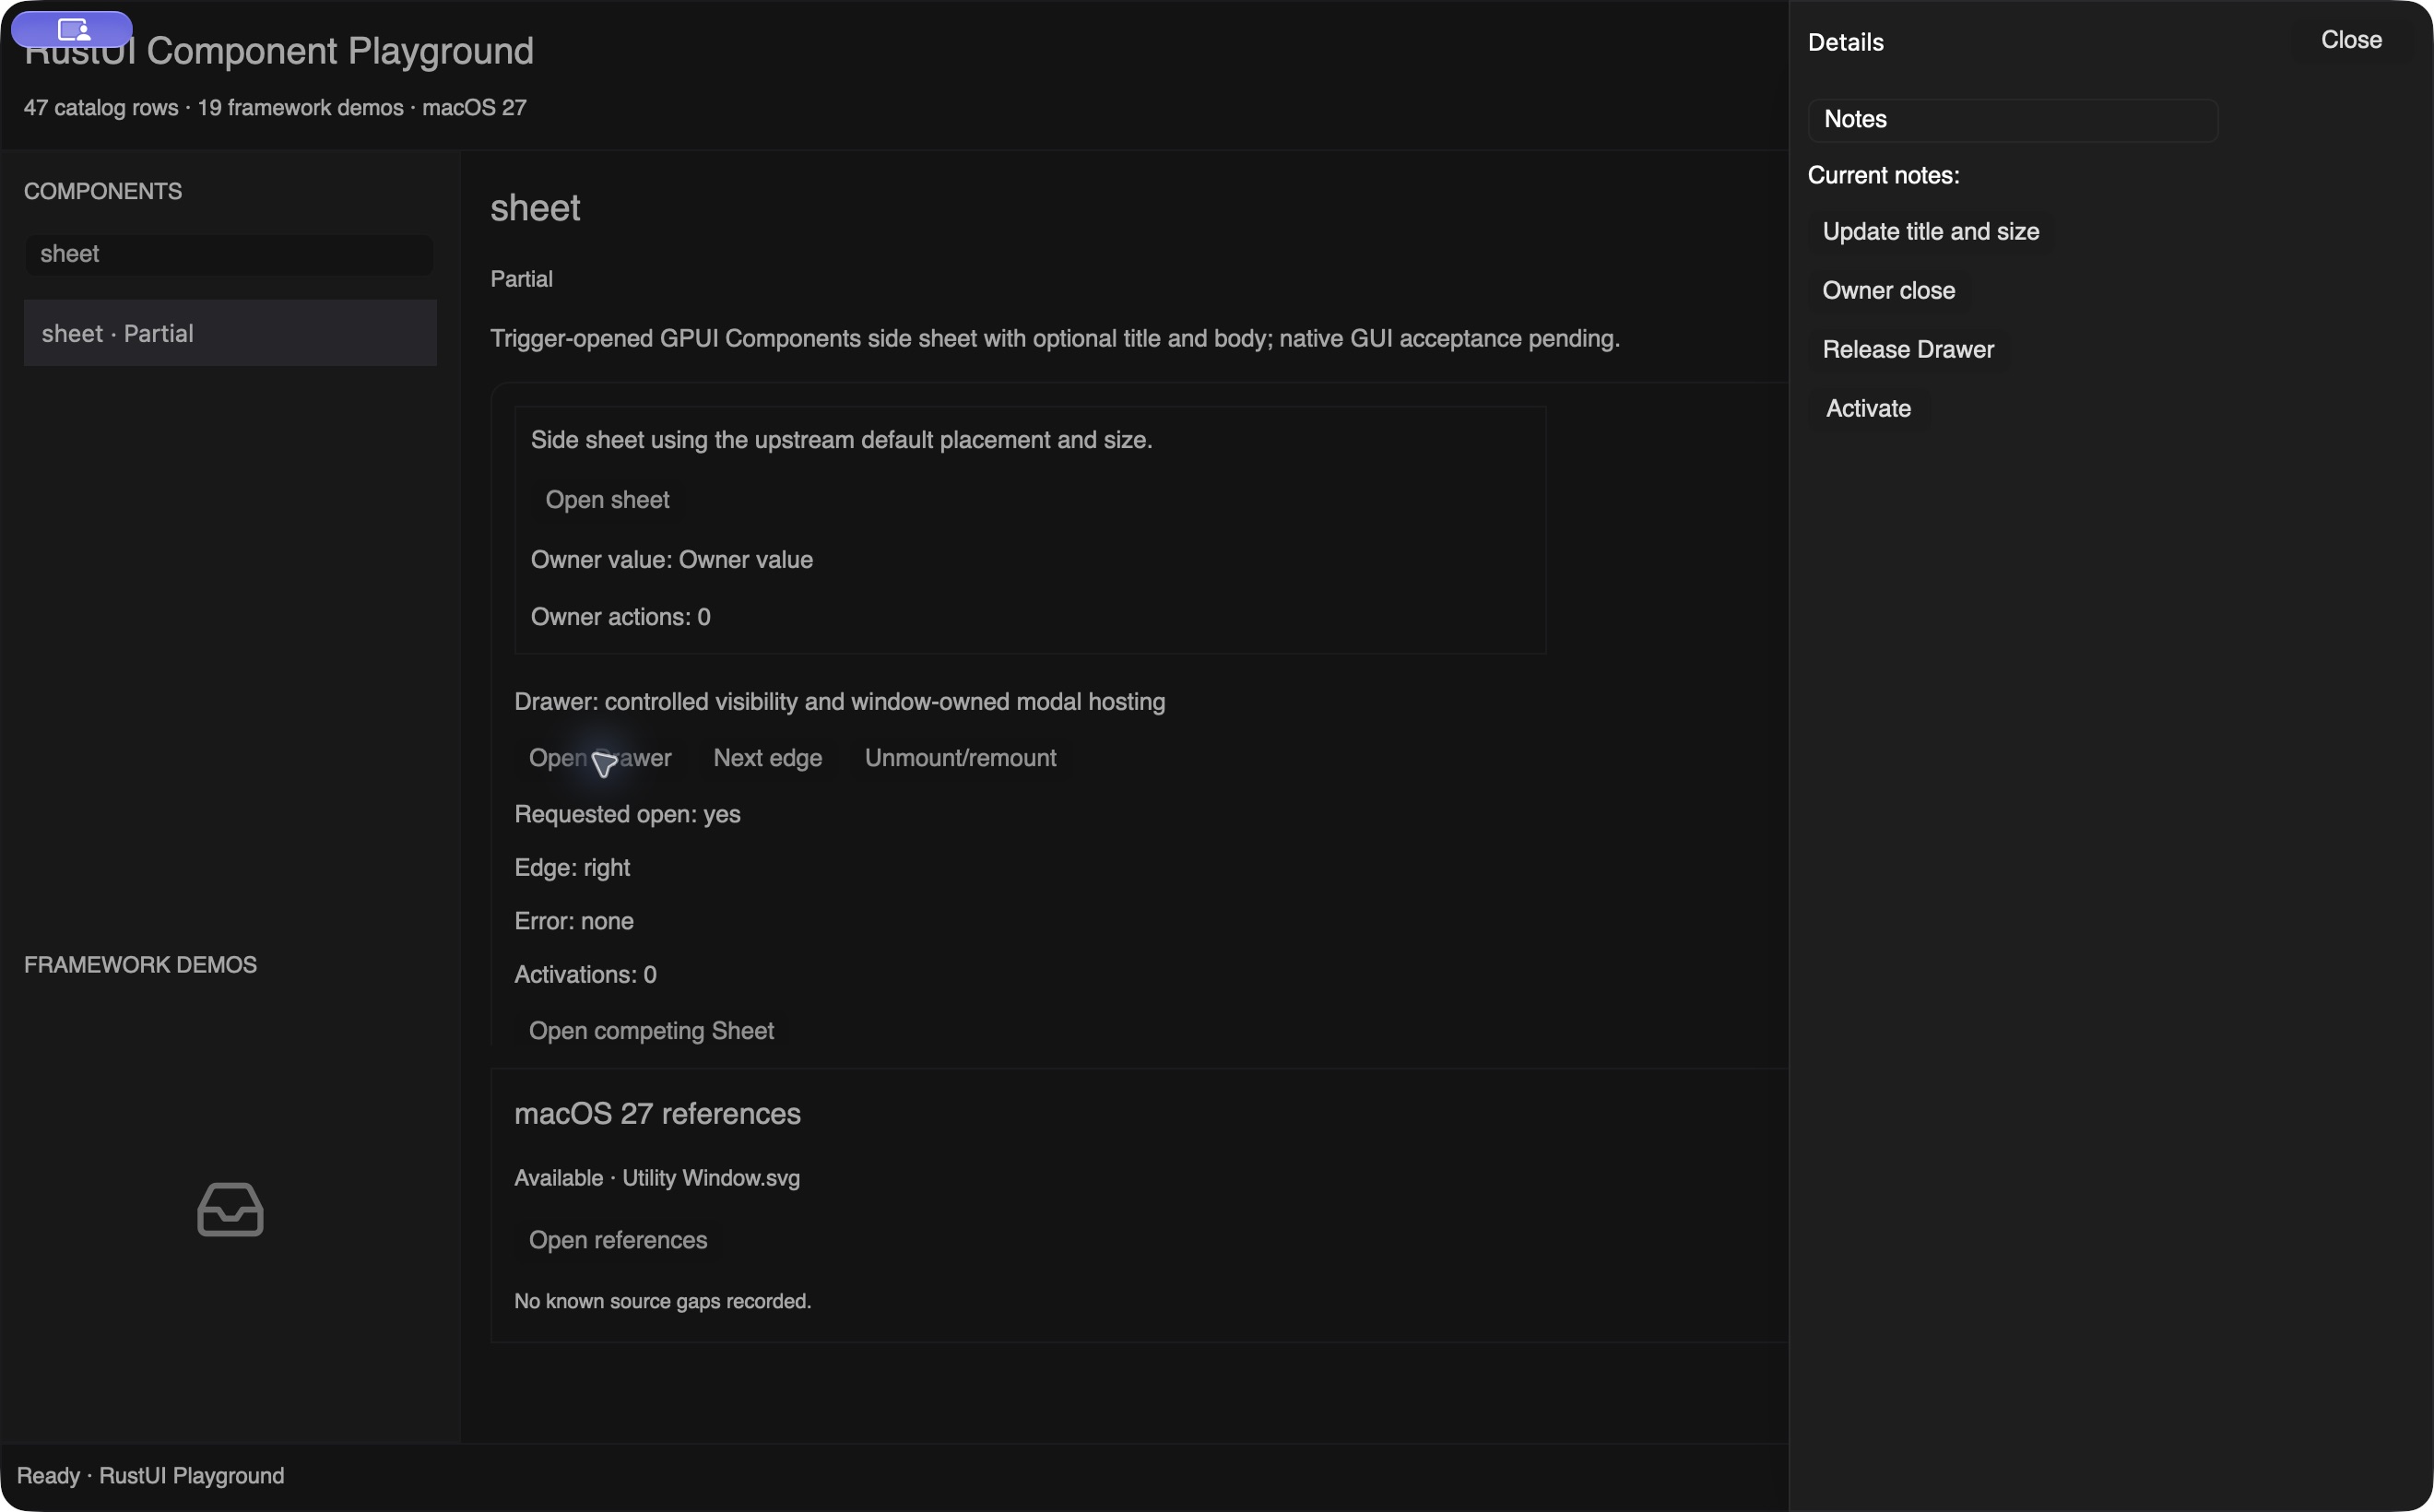 RustUI Component Playground
47 catalog rows · 19 framework demos · macOS 27
COMPONENTS
sheet
sheet · Partial
FRAMEWORK DEMOS
sheet
Partial
Trigger-opened GPUI Components side sheet with optional title and body; native GUI acceptance pending.
Side sheet using the upstream default placement and size.
Open sheet
Owner value: Owner value
Owner actions: 0
Drawer: controlled visibility and window-owned modal hosting
Open Drawer Next edge Unmount/remount
Requested open: yes
Edge: right
Error: none
Activations: 0
Open competing Sheet
macOS 27 references
Available · Utility Window.svg
Open references
No known source gaps recorded.
Ready · RustUI Playground
Details Close
Notes
Current notes:
Update title and size
Owner close
Release Drawer
Activate